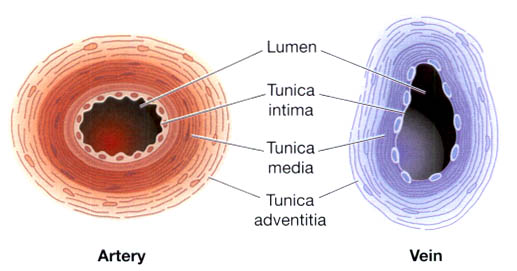 Lumen
Tunica
intima
Tunica
media
Tunica
adventitia
Artery
Vein